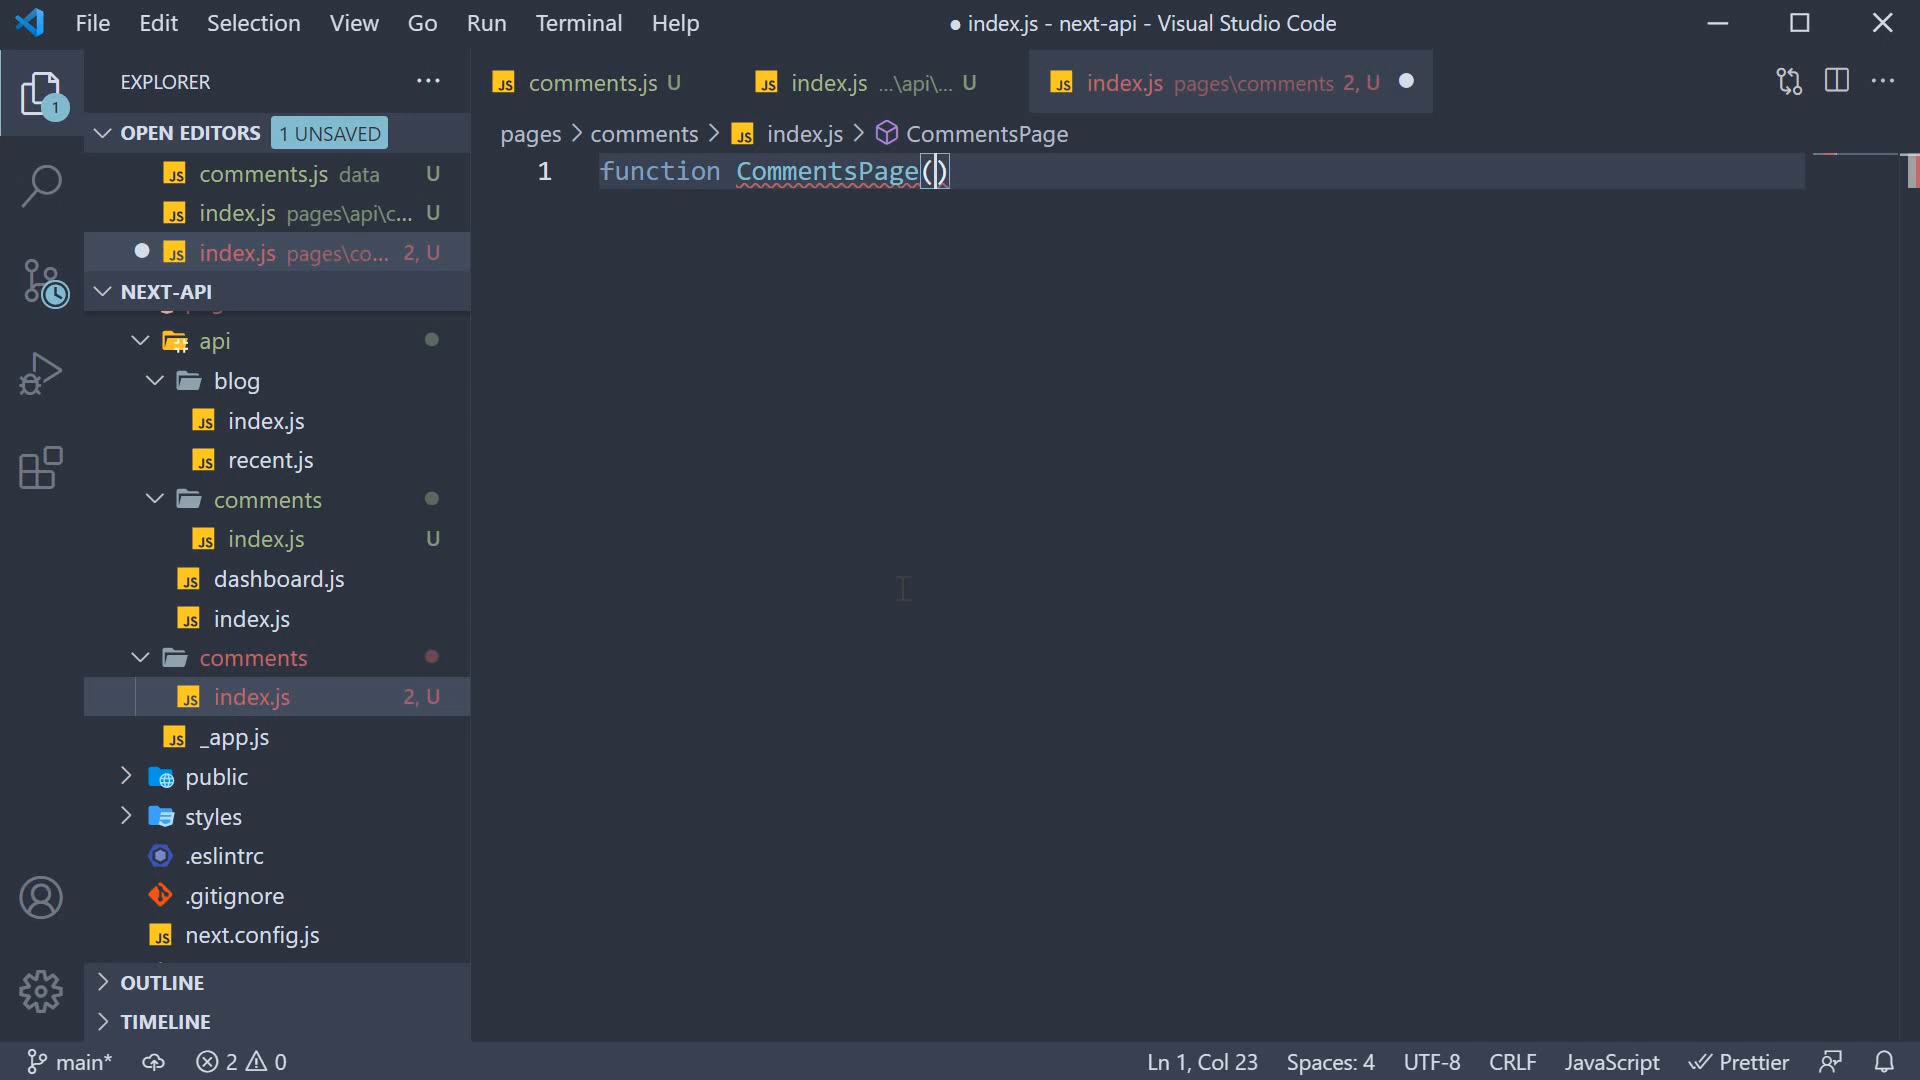 File Edit Selection View Go Run Terminal Help
● index.js - next-api - Visual Studio Code
EXPLORER
OPEN EDITORS 1 UNSAVED
comments.js data U
index.js pages\api\c... U
index.js pages\co... 2, U
NEXT-API
api
blog
index.js
recent.js
comments
index.js U
dashboard.js
index.js
comments
index.js 2, U
_app.js
public
styles
.eslintrc
.gitignore
next.config.js
OUTLINE
TIMELINE
comments.js U
index.js ...\api\... U
index.js pages\comments 2, U
pages > comments > index.js > CommentsPage
1 function CommentsPage()
main* 2 0
Ln 1, Col 23 Spaces: 4 UTF-8 CRLF JavaScript Prettier